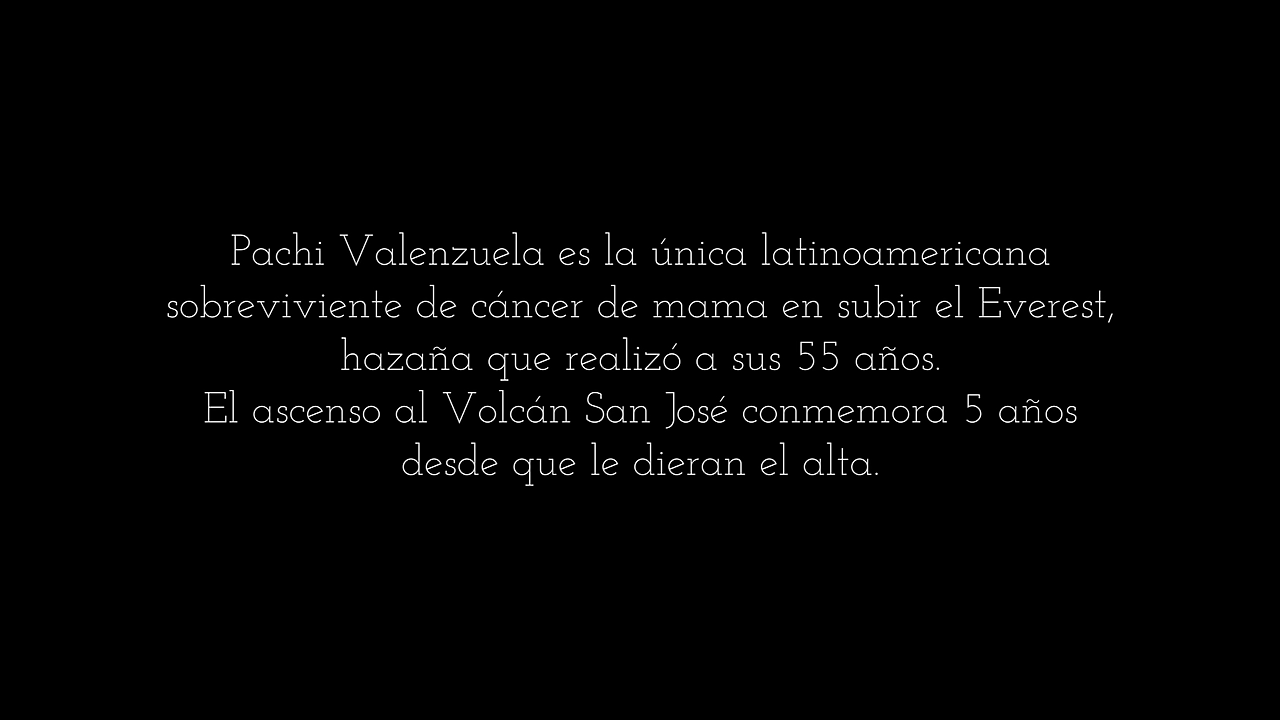 Pachi Valenzuela es la única latinoamericana
sobreviviente de cáncer de mama en subir el Everest,
hazaña que realizó a sus 55 años.
El ascenso al Volcán San José conmemora 5 años
desde que le dieran el alta.